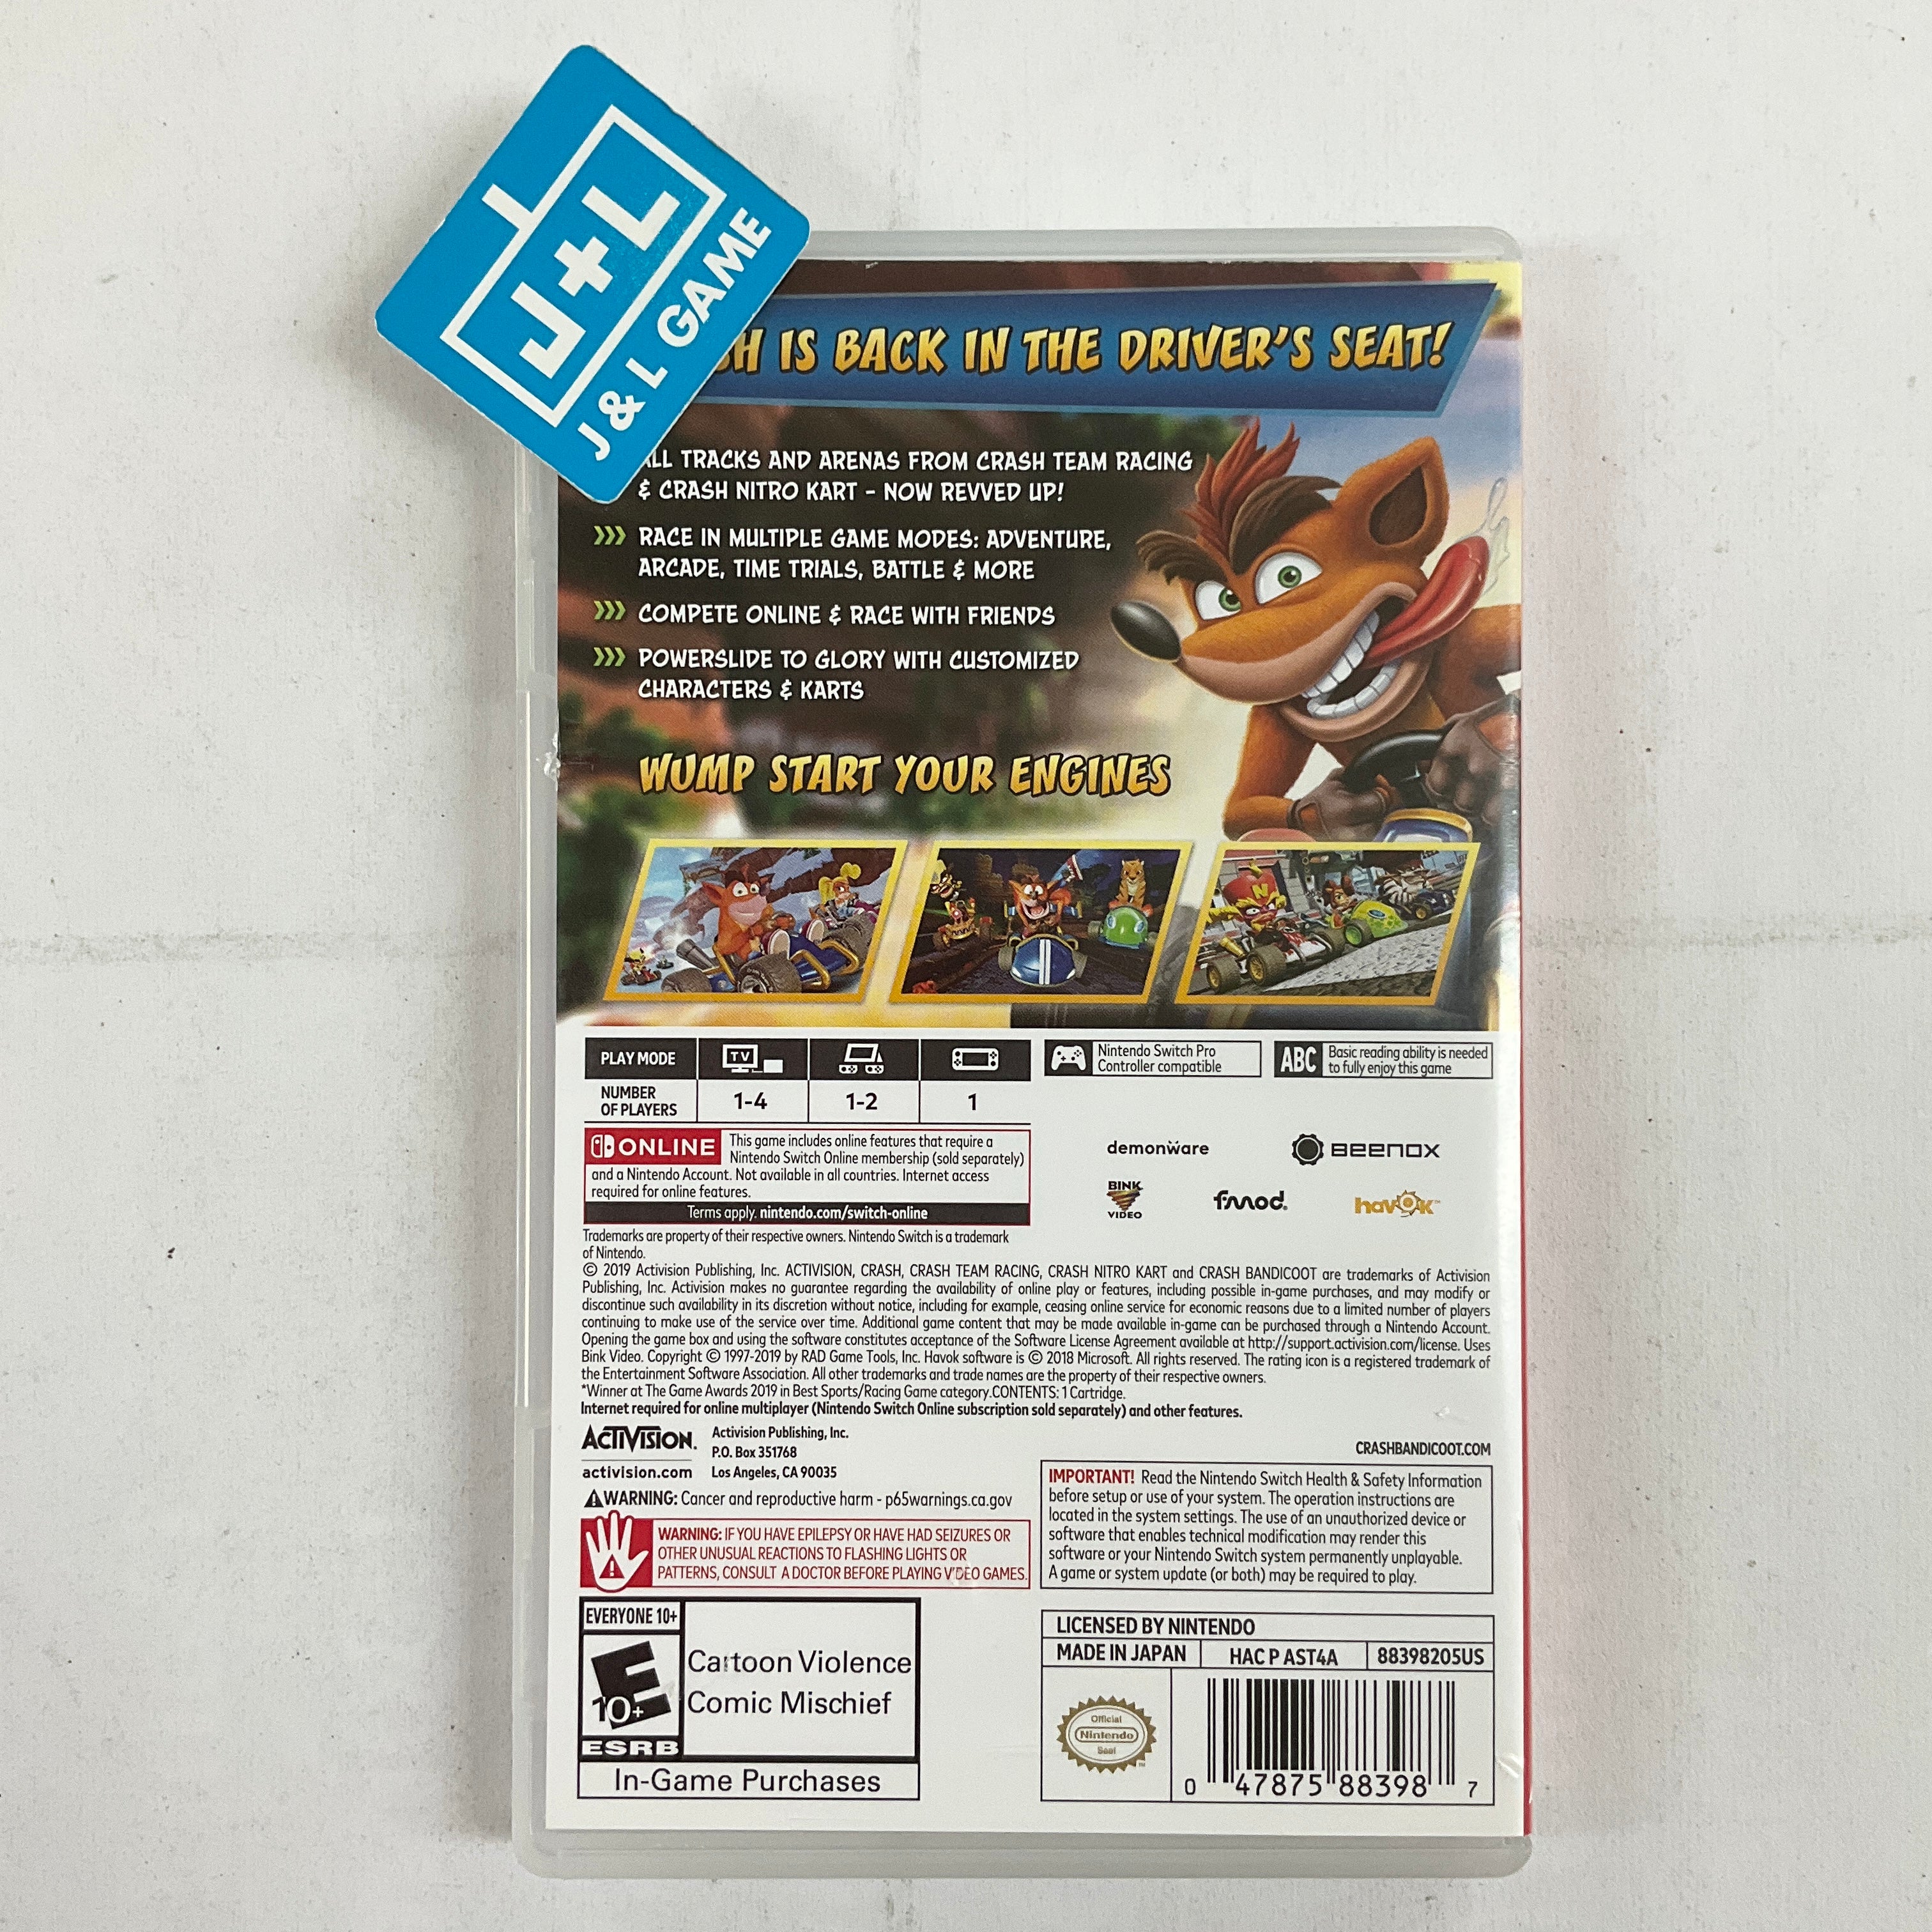 J+L
J&L GAME
IS BACK IN THE DRIVER'S SEAT!
ALL TRACKS AND ARENAS FROM CRASH TEAM RACING
& CRASH NITRO KART - NOW REVVED UP!
RACE IN MULTIPLE GAME MODES: ADVENTURE,
ARCADE, TIME TRIALS, BATTLE & MORE
COMPETE ONLINE & RACE WITH FRIENDS
POWERSLIDE TO GLORY WITH CUSTOMIZED
CHARACTERS & KARTS
WUMP START YOUR ENGINES
PLAY MODE TV
NUMBER
OF PLAYERS
1-4 1-2 1
Nintendo Switch Pro
Controller compatible
ABC
Basic reading ability is needed
to fully enjoy this game
ONLINE
This game includes online features that require a
Nintendo Switch Online membership (sold separately)
and a Nintendo Account. Not available in all countries. Internet access
required for online features.
Terms apply. nintendo.com/switch-online
demonware BEENOX
BINK
VIDEO
fmod. havok™
Trademarks are property of their respective owners. Nintendo Switch is a trademark
of Nintendo.
© 2019 Activision Publishing, Inc. ACTIVISION, CRASH, CRASH TEAM RACING, CRASH NITRO KART and CRASH BANDICOOT are trademarks of Activision
Publishing, Inc. Activision makes no guarantee regarding the availability of online play or features, including possible in-game purchases, and may modify or
discontinue such availability in its discretion without notice, including for example, ceasing online service for economic reasons due to a limited number of players
continuing to make use of the service over time. Additional game content that may be made available in-game can be purchased through a Nintendo Account.
Opening the game box and using the software constitutes acceptance of the Software License Agreement available at http://support.activision.com/license. Uses
Bink Video. Copyright © 1997-2019 by RAD Game Tools, Inc. Havok software is © 2018 Microsoft. All rights reserved. The rating icon is a registered trademark of
the Entertainment Software Association. All other trademarks and trade names are the property of their respective owners.
*Winner at The Game Awards 2019 in Best Sports/Racing Game category.CONTENTS: 1 Cartridge.
Internet required for online multiplayer (Nintendo Switch Online subscription sold separately) and other features.
ACTIVISION.
activision.com
Activision Publishing, Inc.
P.O. Box 351768
Los Angeles, CA 90035
CRASHBANDICOOT.COM
WARNING: Cancer and reproductive harm - p65warnings.ca.gov
WARNING: IF YOU HAVE EPILEPSY OR HAVE HAD SEIZURES OR
OTHER UNUSUAL REACTIONS TO FLASHING LIGHTS OR
PATTERNS, CONSULT A DOCTOR BEFORE PLAYING VIDEO GAMES.
IMPORTANT! Read the Nintendo Switch Health & Safety Information
before setup or use of your system. The operation instructions are
located in the system settings. The use of an unauthorized device or
software that enables technical modification may render this
software or your Nintendo Switch system permanently unplayable.
A game or system update (or both) may be required to play.
EVERYONE 10+
E
10+
ESRB
Cartoon Violence
Comic Mischief
In-Game Purchases
LICENSED BY NINTENDO
MADE IN JAPAN HAC P AST4A 88398205US
Official
Nintendo
Seal
0 47875 88398 7